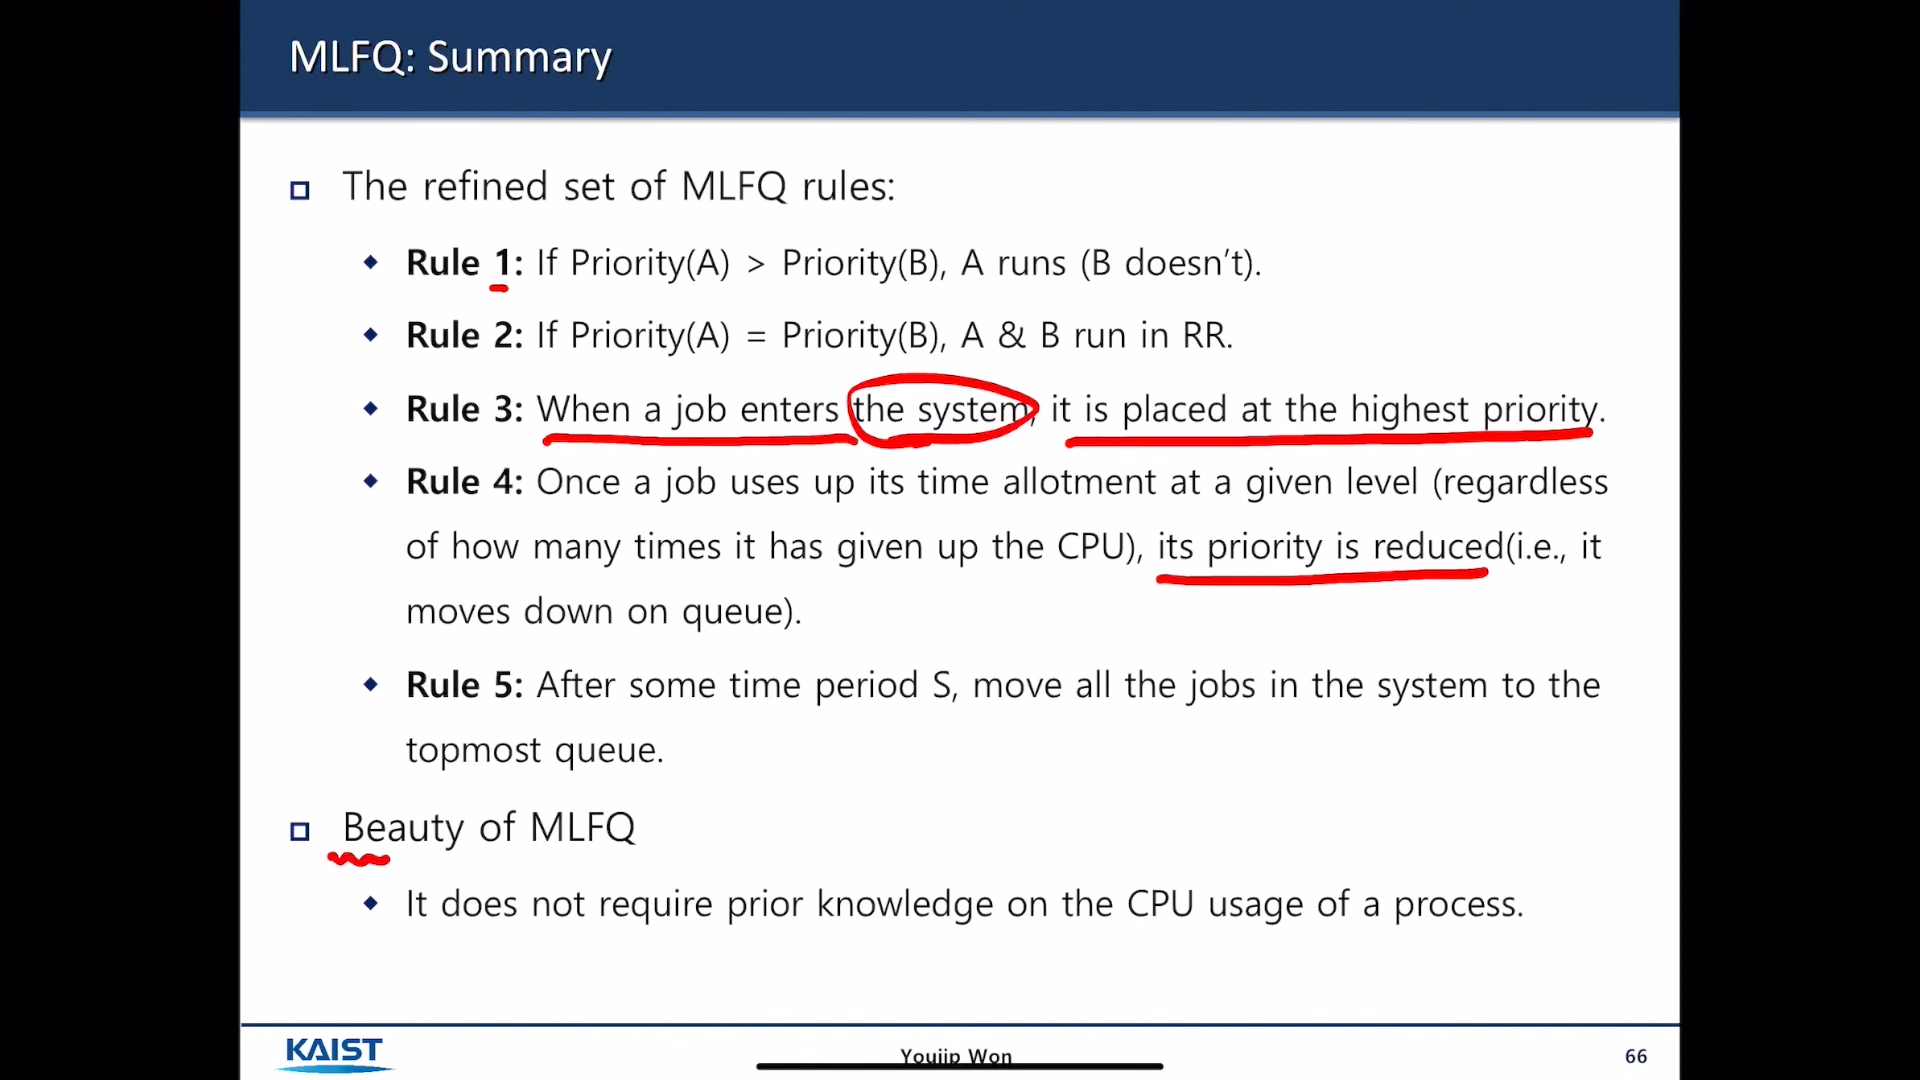 MLFQ: Summary
The refined set of MLFQ rules:
Rule 1: If Priority(A) > Priority(B), A runs (B doesn't).
Rule 2: If Priority(A) = Priority(B), A & B run in RR.
Rule 3: When a job enters the system, it is placed at the highest priority.
Rule 4: Once a job uses up its time allotment at a given level (regardless
of how many times it has given up the CPU), its priority is reduced(i.e., it
moves down on queue).
Rule 5: After some time period S, move all the jobs in the system to the
topmost queue.
Beauty of MLFQ
It does not require prior knowledge on the CPU usage of a process.
KAIST
Youjip Won
66